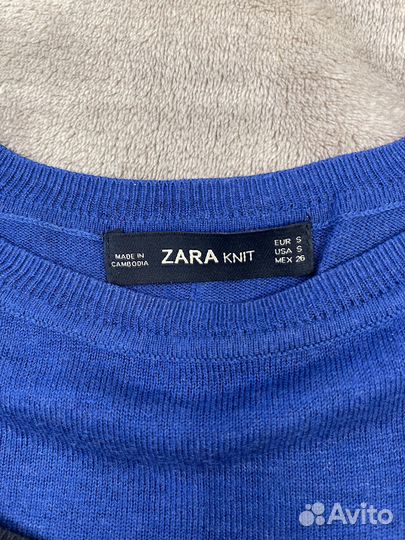 MADE IN
CAMBODIA
ZARA KNIT
EUR S
USA S
MEX 26
Avito